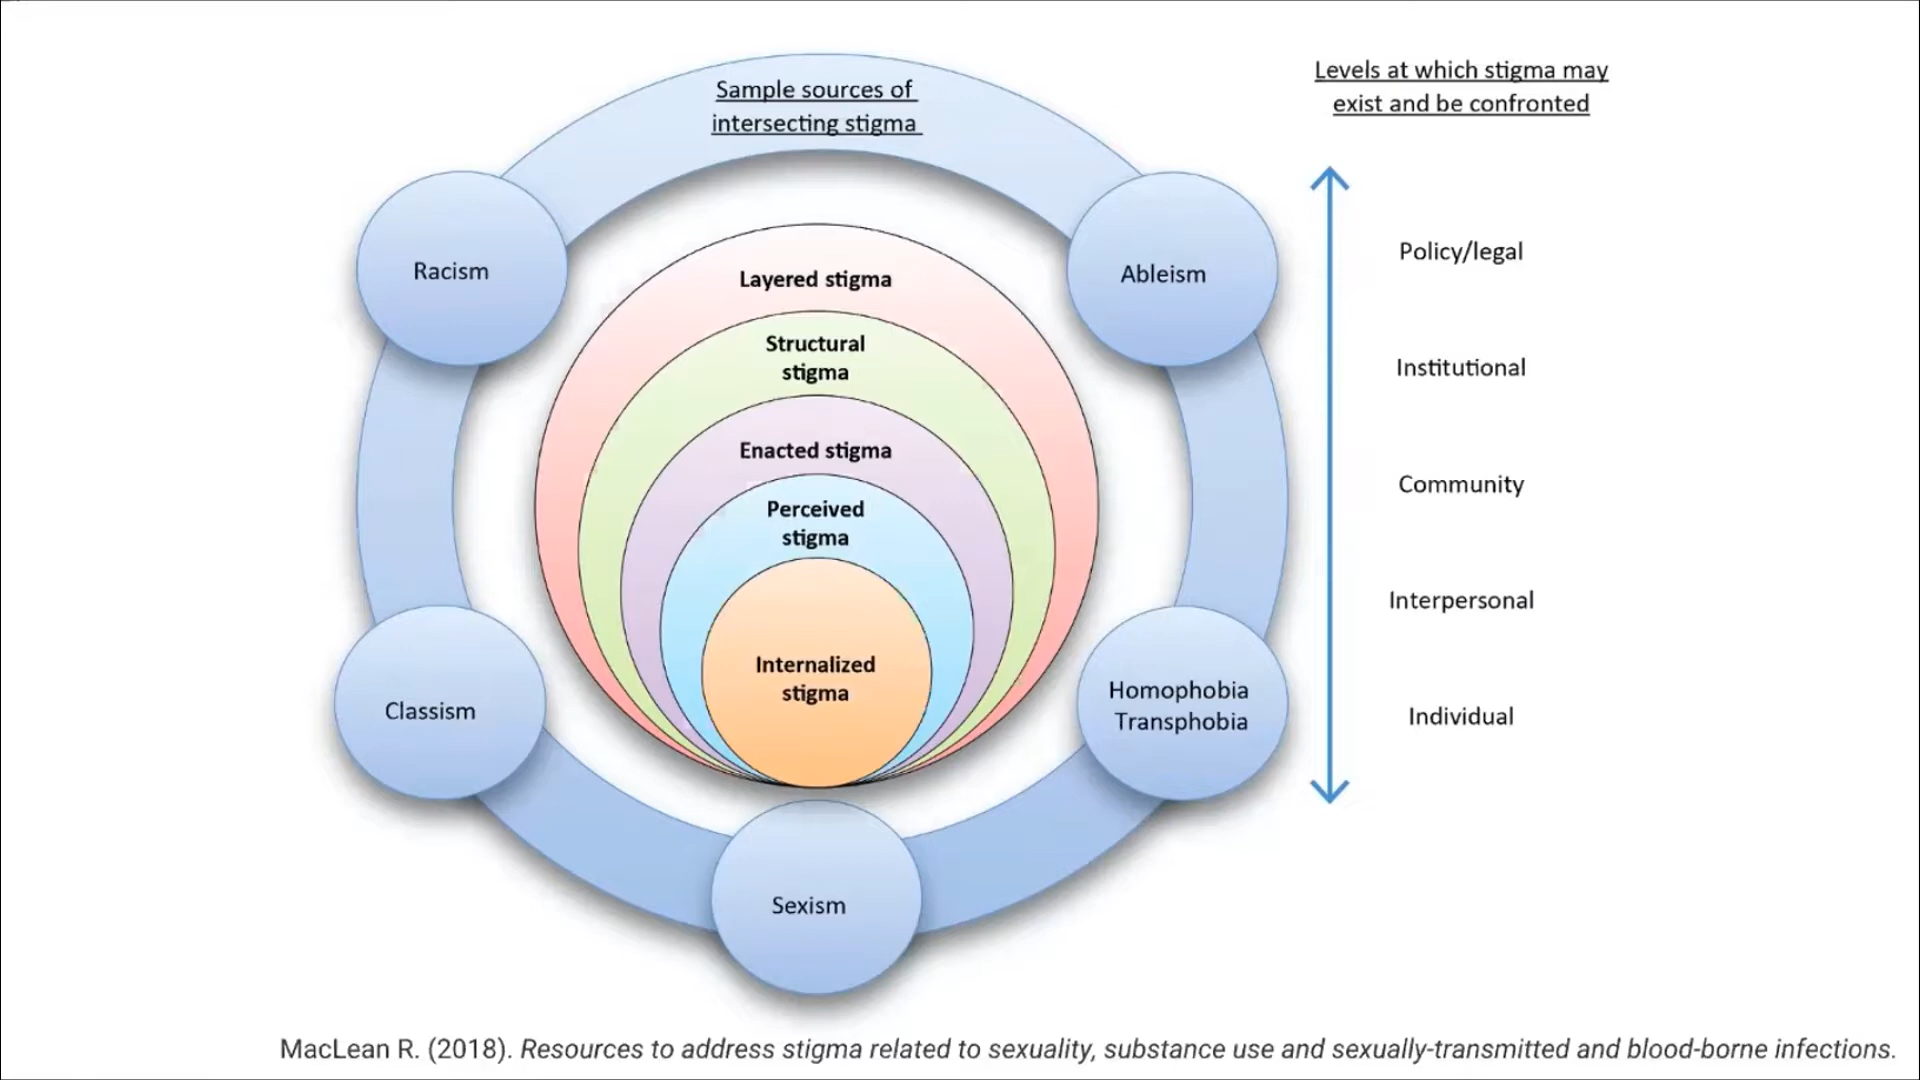 Sample sources of
intersecting stigma
Levels at which stigma may
exist and be confronted
Racism
Ableism
Classism
Homophobia
Transphobia
Sexism
Layered stigma
Structural
stigma
Enacted stigma
Perceived
stigma
Internalized
stigma
Policy/legal
Institutional
Community
Interpersonal
Individual
MacLean R. (2018). Resources to address stigma related to sexuality, substance use and sexually-transmitted and blood-borne infections.